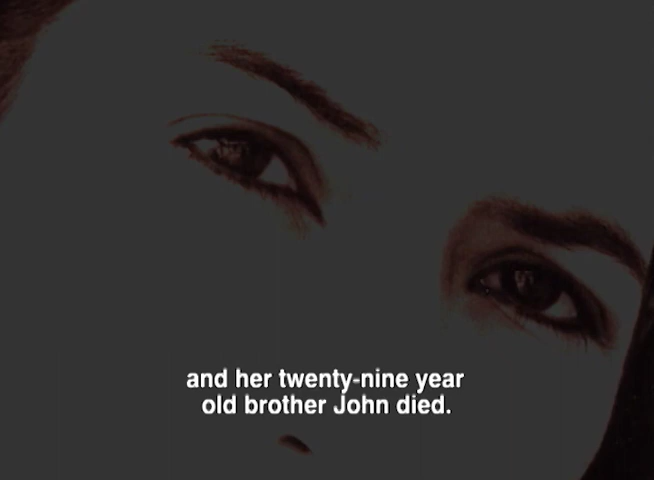 and her twenty-nine year
old brother John died.